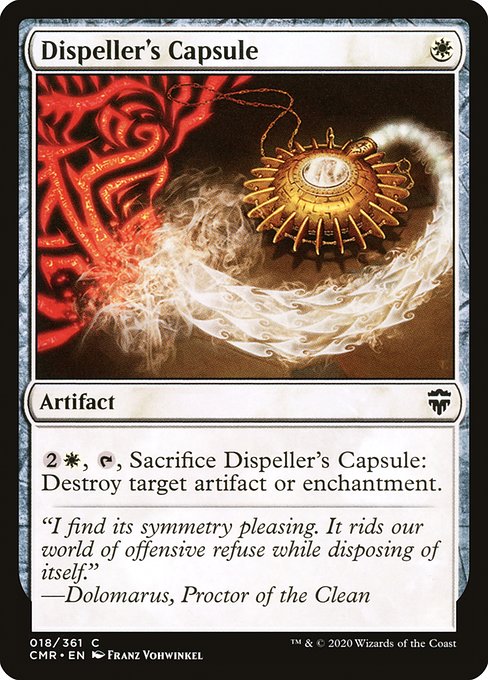 Dispeller's Capsule
Artifact
2, , Sacrifice Dispeller's Capsule:
Destroy target artifact or enchantment.
"I find its symmetry pleasing. It rids our
world of offensive refuse while disposing of
itself."
—Dolomarus, Proctor of the Clean
018/361 C
CMR • EN Franz Vohwinkel
™ & © 2020 Wizards of the Coast